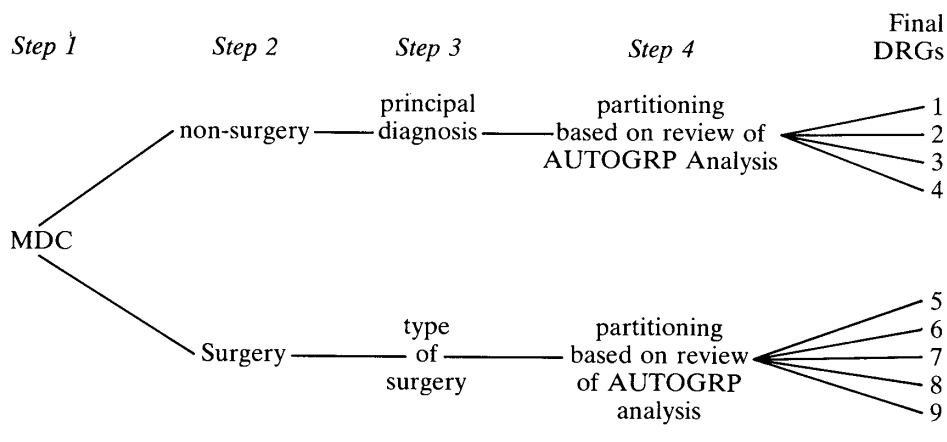 Step 1
Step 2
Step 3
Step 4
Final
DRGs
non-surgery
principal
diagnosis
partitioning
based on review of
AUTOGRP Analysis
1
2
3
4
MDC
Surgery
type
of
surgery
partitioning
based on review
of AUTOGRP
analysis
5
6
7
8
9